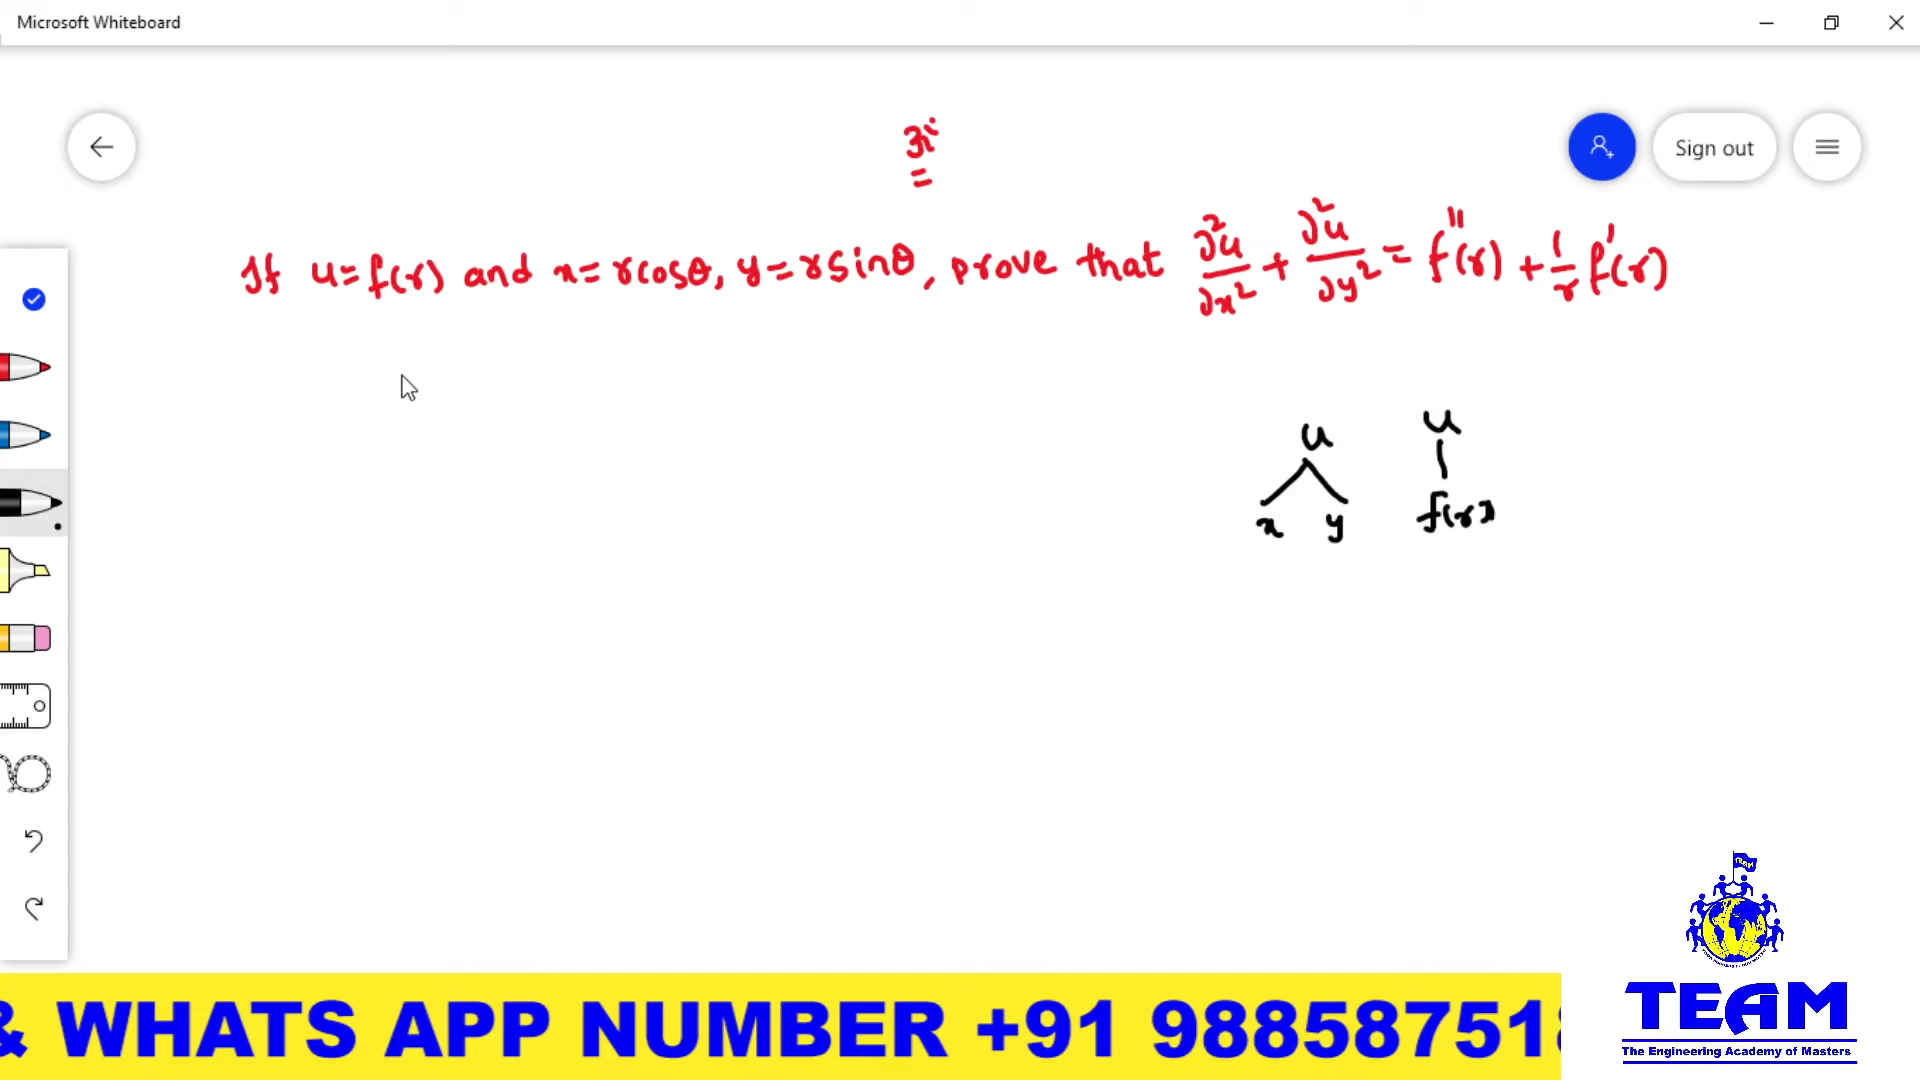 Microsoft Whiteboard
Sign out
If u=f(r) and x=rcosθ, y=rsinθ, prove that ∂²u/∂x² + ∂²u/∂y² = f''(r) + 1/r f'(r)
u u
x y f(r)
TEAM
The Engineering Academy of Masters
& WHATS APP NUMBER +91 988587518